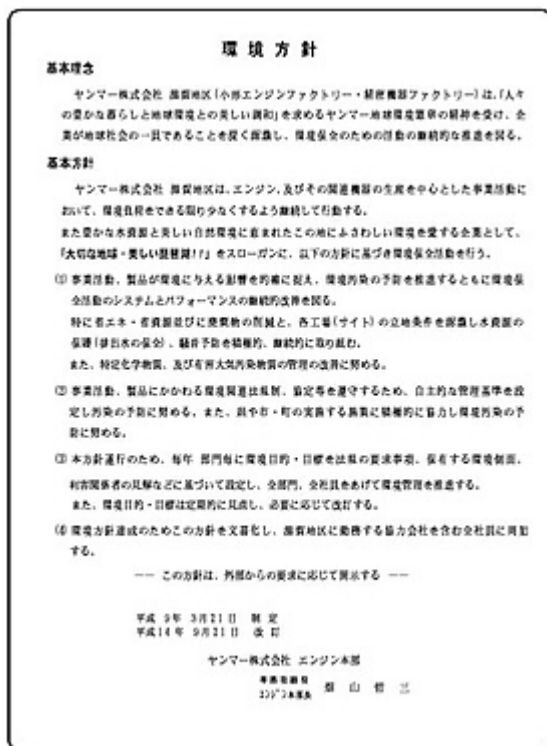 環境方針
基本理念
ヤンマー株式会社 滋賀地区(小形エンジンファクトリー・精密機器ファクトリー)は、「人々
の豊かな暮らしと地球環境との美しい調和」を求めるヤンマー地球環境憲章の精神を受け、企
業が地球社会の一員であることを深く認識し、環境保全のための活動の継続的な推進を図る。
基本方針
ヤンマー株式会社 滋賀地区は、エンジン、及びその関連機器の生産を中心とした事業活動に
おいて、環境負荷をできる限り少なくするよう継続して行動する。
また豊かな水資源と美しい自然環境に恵まれたこの地にふさわしい環境を愛する企業として、
「大切な地球・美しい琵琶湖!!」をスローガンに、以下の方針に基づき環境保全活動を行う。
(1) 事業活動、製品が環境に与える影響を的確に捉え、環境汚染の予防を推進するともに環境保
全活動のシステムとパフォーマンスの継続的改善を図る。
特に省エネ・省資源並びに廃棄物の削減と、各工場(サイト)の立地条件を認識し水資源の
保護(排出水の保全)、騒音予防を積極的、継続的に取り組む。
また、特定化学物質、及び有害大気汚染物質の管理の改善に努める。
(2) 事業活動、製品にかかわる環境関連法規制、協定等を遵守するため、自主的な管理基準を設
定し汚染の予防に努める。また、県や市・町の実施する施策に積極的に協力し環境汚染の予
防に努める。
(3) 本方針遂行のため、毎年 部門毎に環境目的・目標を法規の要求事項、保有する環境側面、
利害関係者の見解などに基づいて設定し、全部門、全社員をあげて環境管理を推進する。
また、環境目的・目標は定期的に見直し、必要に応じて改訂する。
(4) 環境方針達成のためこの方針を文書化し、滋賀地区に勤務する協力会社を含む全社員に周知
する。
―― この方針は、外部からの要求に応じて開示する ――
平成 9年 3月21日 制定
平成14年 9月21日 改訂
ヤンマー株式会社 エンジン本部
エンジン本部長
山 哲 三